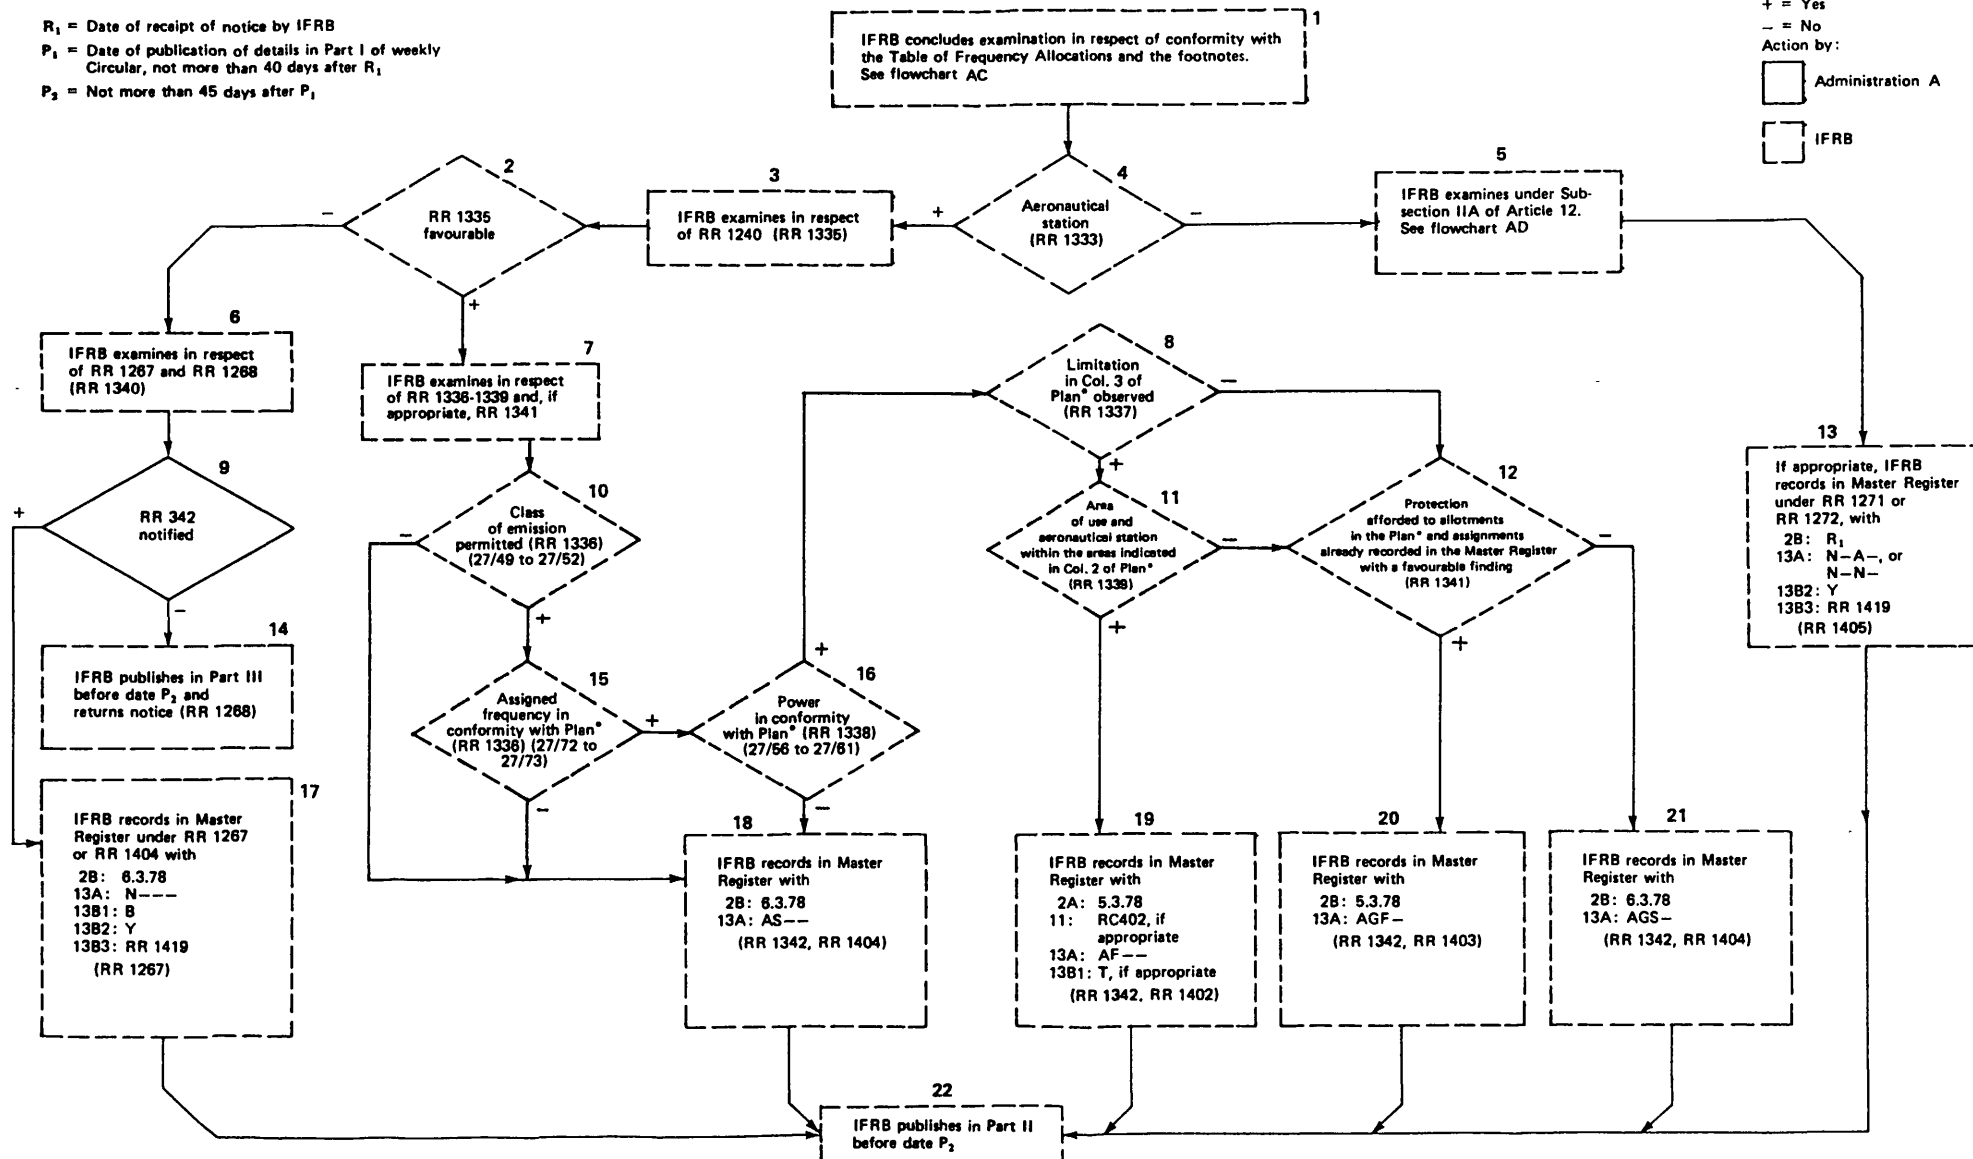 R₁ = Date of receipt of notice by IFRB
P₁ = Date of publication of details in Part I of weekly
Circular, not more than 40 days after R₁
P₂ = Not more than 45 days after P₁
+ = Yes
– = No
Action by:
Administration A
IFRB
1
IFRB concludes examination in respect of conformity with
the Table of Frequency Allocations and the footnotes.
See flowchart AC
2
RR 1335
favourable
–
+
3
IFRB examines in respect
of RR 1240 (RR 1335)
4
Aeronautical
station
(RR 1333)
+
–
5
IFRB examines under Sub-
section IIA of Article 12.
See flowchart AD
6
IFRB examines in respect
of RR 1267 and RR 1268
(RR 1340)
7
IFRB examines in respect
of RR 1336-1339 and, if
appropriate, RR 1341
8
Limitation
in Col. 3 of
Plan* observed
(RR 1337)
–
+
9
RR 342
notified
+
–
10
Class
of emission
permitted (RR 1336)
(27/49 to 27/52)
–
+
11
Area
of use and
aeronautical station
within the areas indicated
in Col. 2 of Plan*
(RR 1339)
–
+
12
Protection
afforded to allotments
in the Plan* and assignments
already recorded in the Master Register
with a favourable finding
(RR 1341)
–
+
13
If appropriate, IFRB
records in Master Register
under RR 1271 or
RR 1272, with
2B: R₁
13A: N–A–, or
N–N–
13B2: Y
13B3: RR 1419
(RR 1405)
14
IFRB publishes in Part III
before date P₂ and
returns notice (RR 1268)
15
Assigned
frequency in
conformity with Plan*
(RR 1336) (27/72 to
27/73)
+
–
16
Power
in conformity
with Plan* (RR 1338)
(27/56 to 27/61)
+
–
17
IFRB records in Master
Register under RR 1267
or RR 1404 with
2B: 6.3.78
13A: N–––
13B1: B
13B2: Y
13B3: RR 1419
(RR 1267)
18
IFRB records in Master
Register with
2B: 6.3.78
13A: AS––
(RR 1342, RR 1404)
19
IFRB records in Master
Register with
2A: 5.3.78
11: RC402, if
appropriate
13A: AF––
13B1: T, if appropriate
(RR 1342, RR 1402)
20
IFRB records in Master
Register with
2B: 5.3.78
13A: AGF–
(RR 1342, RR 1403)
21
IFRB records in Master
Register with
2B: 6.3.78
13A: AGS–
(RR 1342, RR 1404)
22
IFRB publishes in Part II
before date P₂